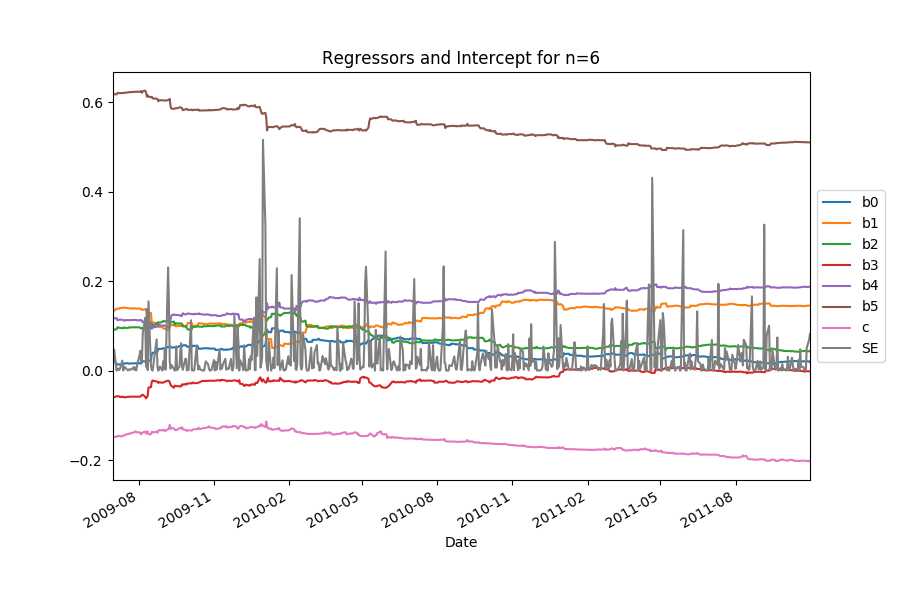 Regressors and Intercept for n=6
0.6
0.4
0.2
0.0
−0.2
2009-08
2009-11
2010-02
2010-05
2010-08
2010-11
2011-02
2011-05
2011-08
Date
b0
b1
b2
b3
b4
b5
c
SE